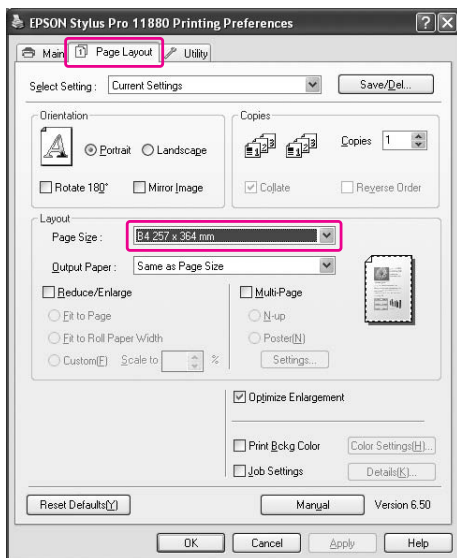 EPSON Stylus Pro 11880 Printing Preferences
Main Page Layout Utility
Select Setting : Current Settings Save/Del...
Orientation Copies
Portrait Landscape Copies 1
Rotate 180° Mirror Image Collate Reverse Order
Layout
Page Size : B4 257 x 364 mm
Output Paper : Same as Page Size
Reduce/Enlarge Multi-Page
Fit to Page N-up
Fit to Roll Paper Width Poster(N)
Custom(F) Scale to % Settings...
Optimize Enlargement
Print Bckg Color Color Settings(H)...
Job Settings Details(K)...
Reset Defaults(Y) Manual Version 6.50
OK Cancel Apply Help